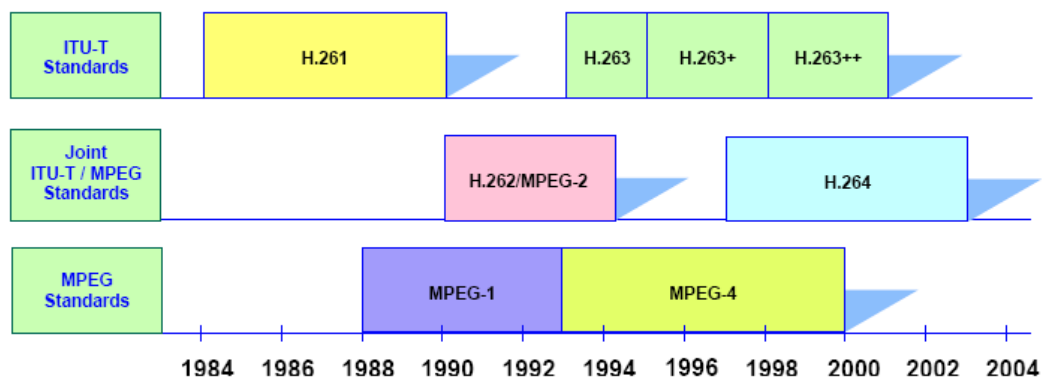 ITU-T
Standards
H.261
H.263
H.263+
H.263++
Joint
ITU-T / MPEG
Standards
H.262/MPEG-2
H.264
MPEG
Standards
MPEG-1
MPEG-4
1984 1986 1988 1990 1992 1994 1996 1998 2000 2002 2004